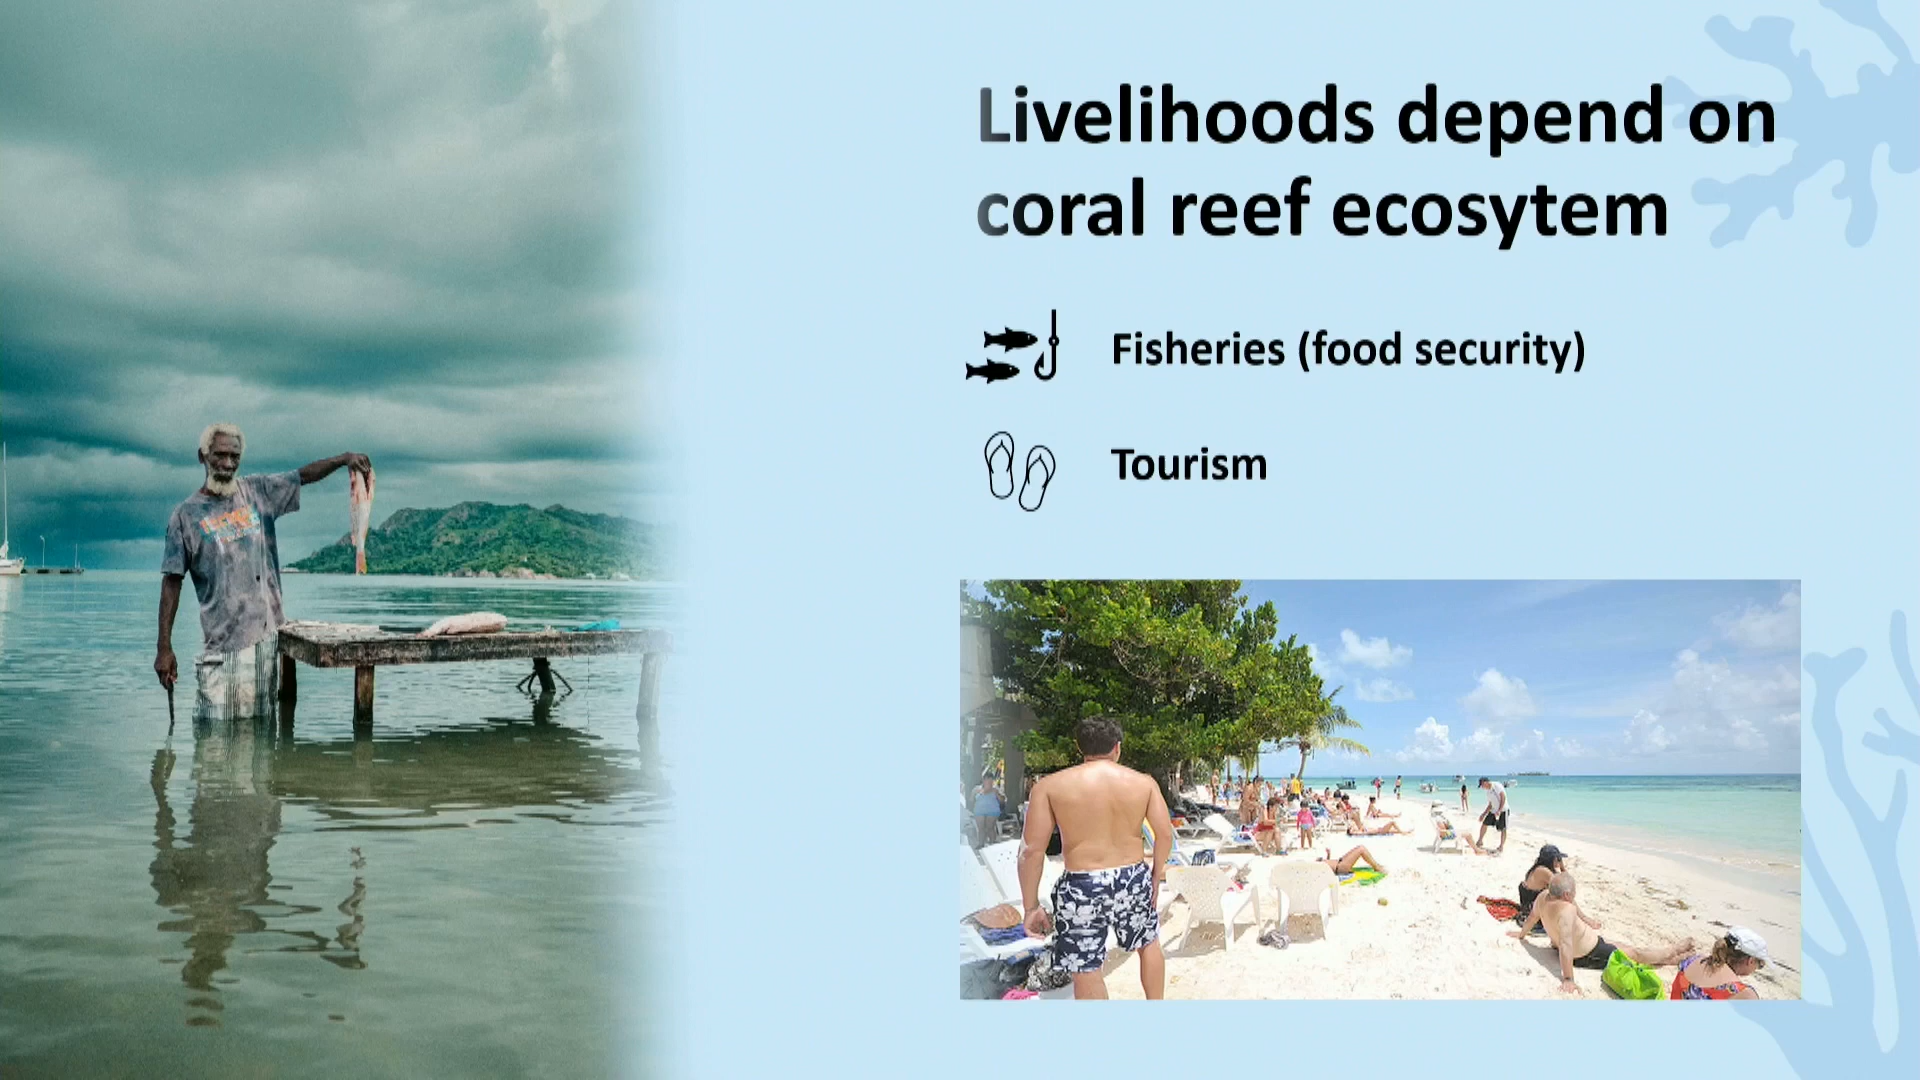 Livelihoods depend on
coral reef ecosytem
Fisheries (food security)
Tourism